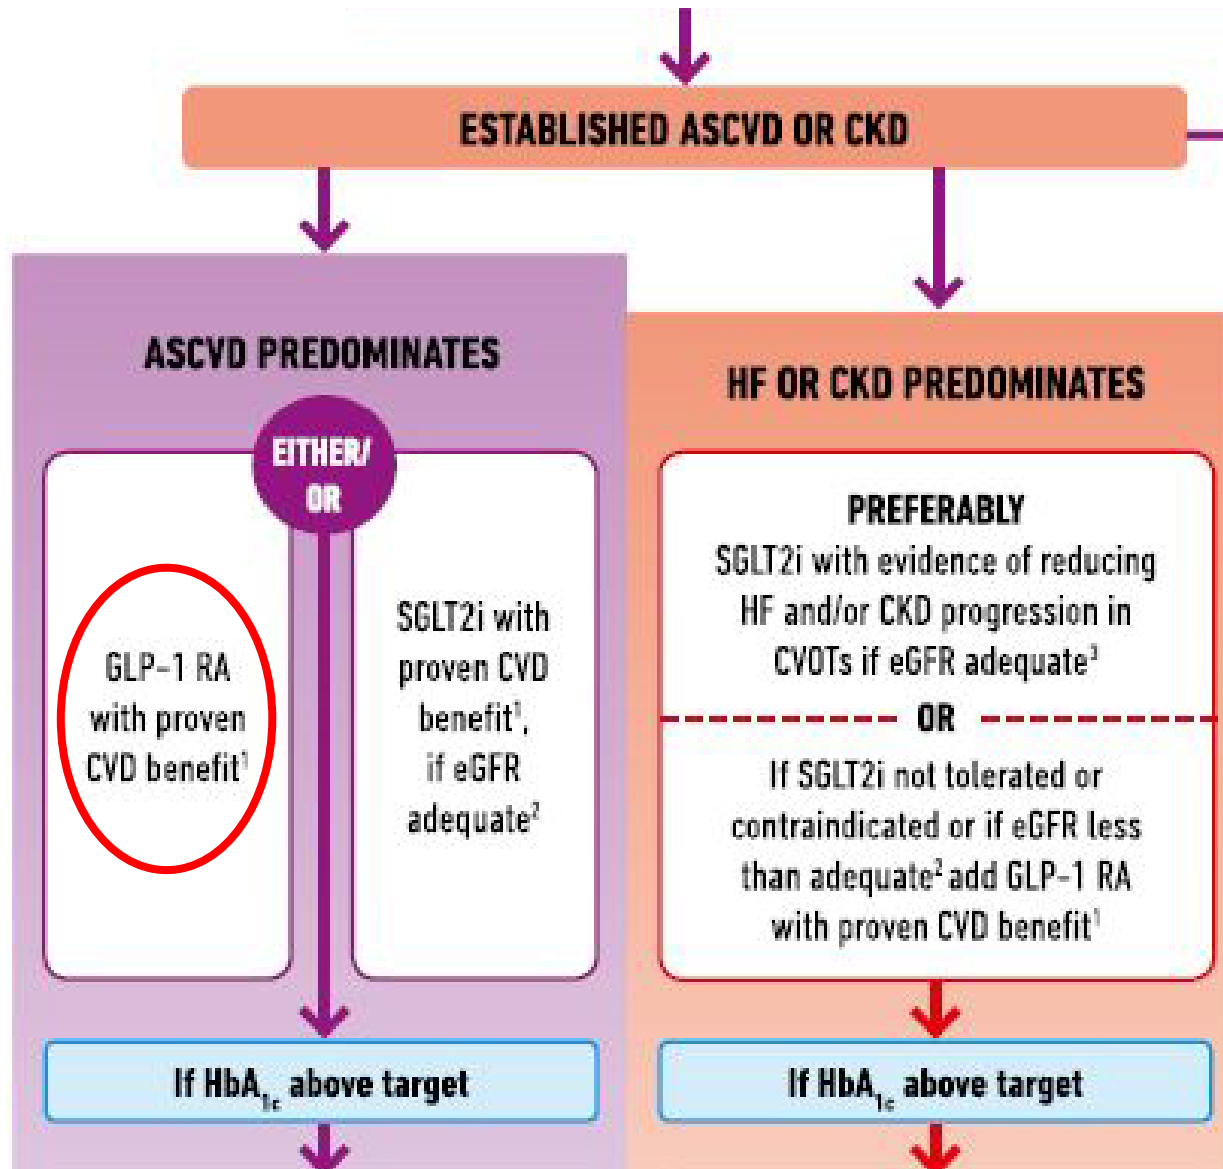 ESTABLISHED ASCVD OR CKD
ASCVD PREDOMINATES
EITHER/
OR
GLP-1 RA
with proven
CVD benefit¹
SGLT2i with
proven CVD
benefit¹,
if eGFR
adequate²
If HbA₁c above target
HF OR CKD PREDOMINATES
PREFERABLY
SGLT2i with evidence of reducing
HF and/or CKD progression in
CVOTs if eGFR adequate³
OR
If SGLT2i not tolerated or
contraindicated or if eGFR less
than adequate² add GLP-1 RA
with proven CVD benefit¹
If HbA₁c above target